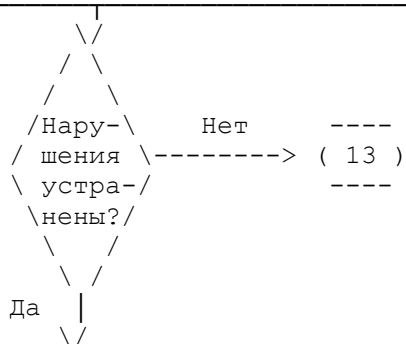 Нару-
шения
устра-
нены?
Нет
( 13 )
Да